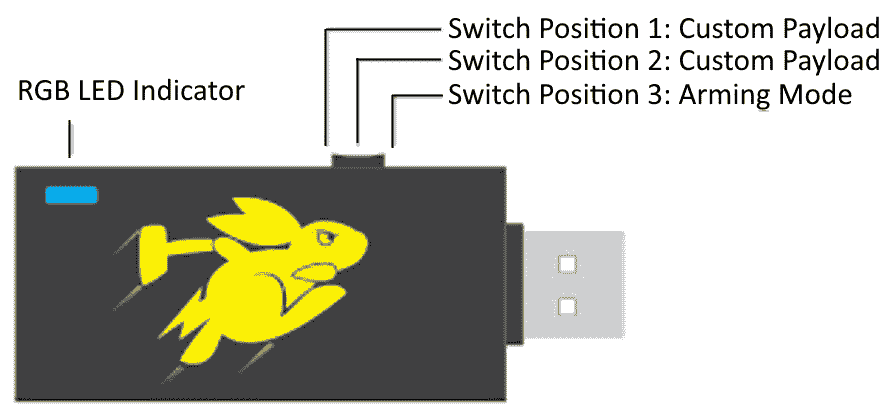 Switch Position 1: Custom Payload
Switch Position 2: Custom Payload
RGB LED Indicator
Switch Position 3: Arming Mode